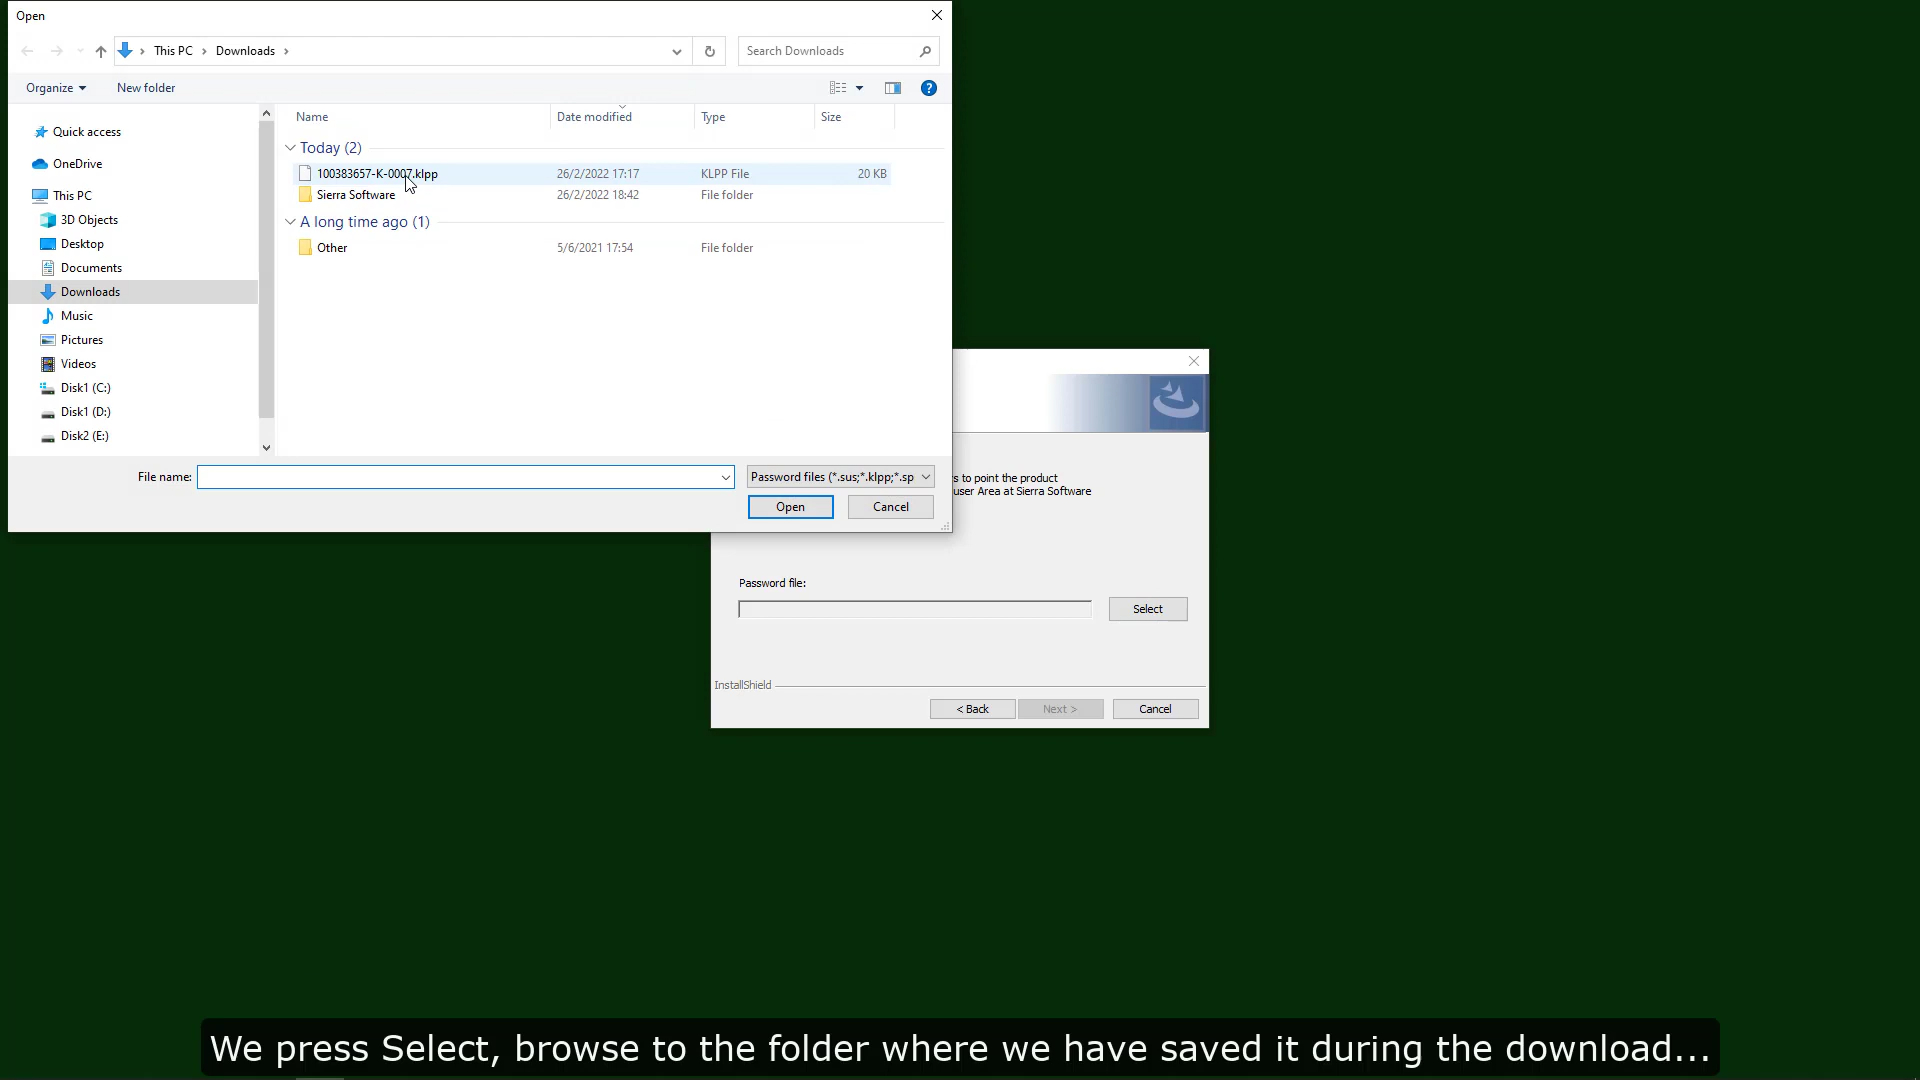 Open
This PC > Downloads >
Search Downloads
Organize
New folder
Name
Date modified
Type
Size
Quick access
OneDrive
This PC
3D Objects
Desktop
Documents
Downloads
Music
Pictures
Videos
Disk1 (C:)
Disk1 (D:)
Disk2 (E:)
Today (2)
100383657-K-0007.klpp 26/2/2022 17:17 KLPP File 20 KB
Sierra Software 26/2/2022 18:42 File folder
A long time ago (1)
Other 5/6/2021 17:54 File folder
File name:
Password files (*.sus;*.klpp;*.sp
Open
Cancel
s to point the product
user Area at Sierra Software
Password file:
Select
InstallShield
< Back
Next >
Cancel
We press Select, browse to the folder where we have saved it during the download...